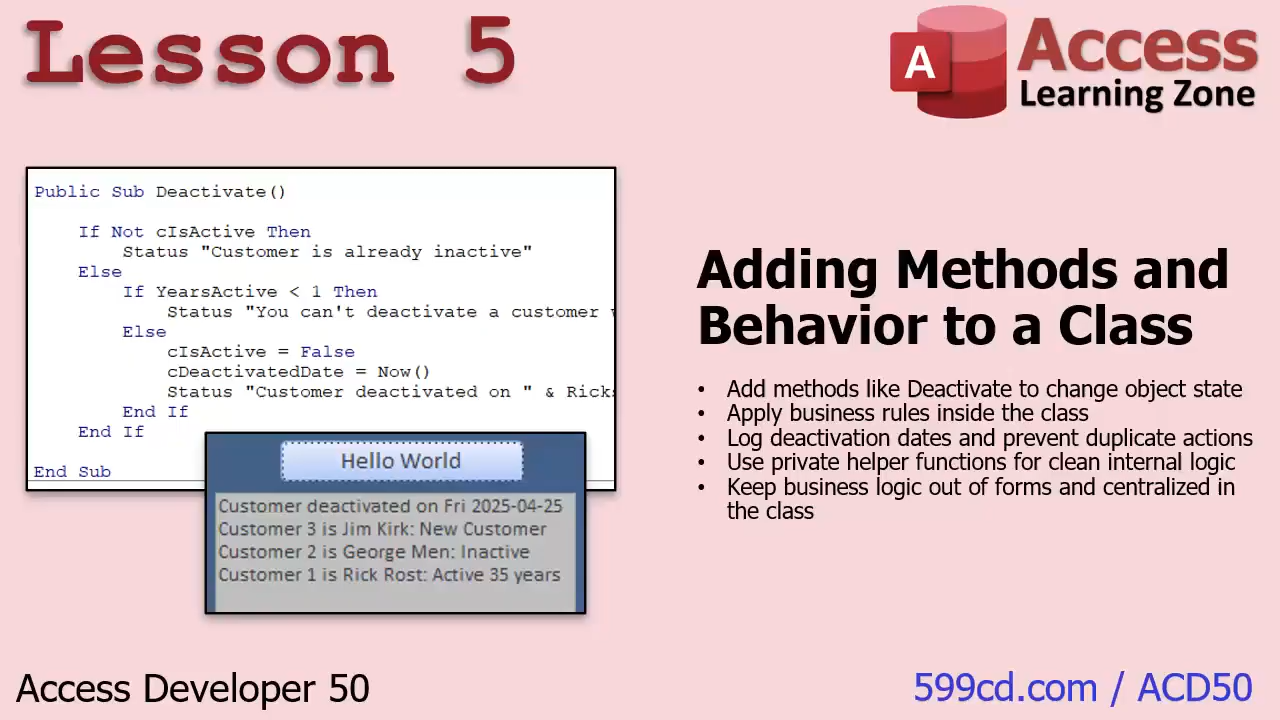 Lesson 5
A
Access
Learning Zone
Public Sub Deactivate()
If Not cIsActive Then
Status "Customer is already inactive"
Else
If YearsActive < 1 Then
Status "You can't deactivate a customer
Else
cIsActive = False
cDeactivatedDate = Now()
Status "Customer deactivated on " & Ricks
End If
End If
End Sub
Hello World
Customer deactivated on Fri 2025-04-25
Customer 3 is Jim Kirk: New Customer
Customer 2 is George Men: Inactive
Customer 1 is Rick Rost: Active 35 years
Adding Methods and
Behavior to a Class
• Add methods like Deactivate to change object state
• Apply business rules inside the class
• Log deactivation dates and prevent duplicate actions
• Use private helper functions for clean internal logic
• Keep business logic out of forms and centralized in
the class
Access Developer 50
599cd.com / ACD50